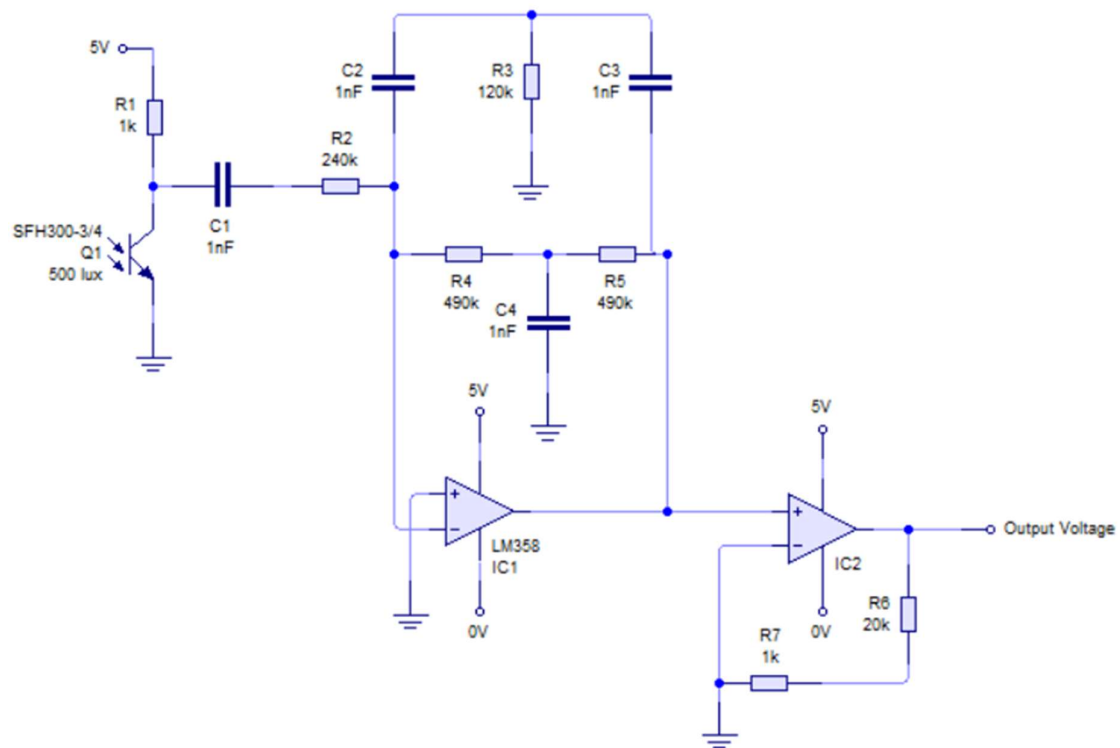 5V
R1
1k
SFH300-3/4
Q1
500 lux
C1
1nF
R2
240k
C2
1nF
R3
120k
C3
1nF
R4
490k
C4
1nF
R5
490k
5V
+
−
LM358
IC1
0V
5V
+
−
IC2
0V
Output Voltage
R6
20k
R7
1k